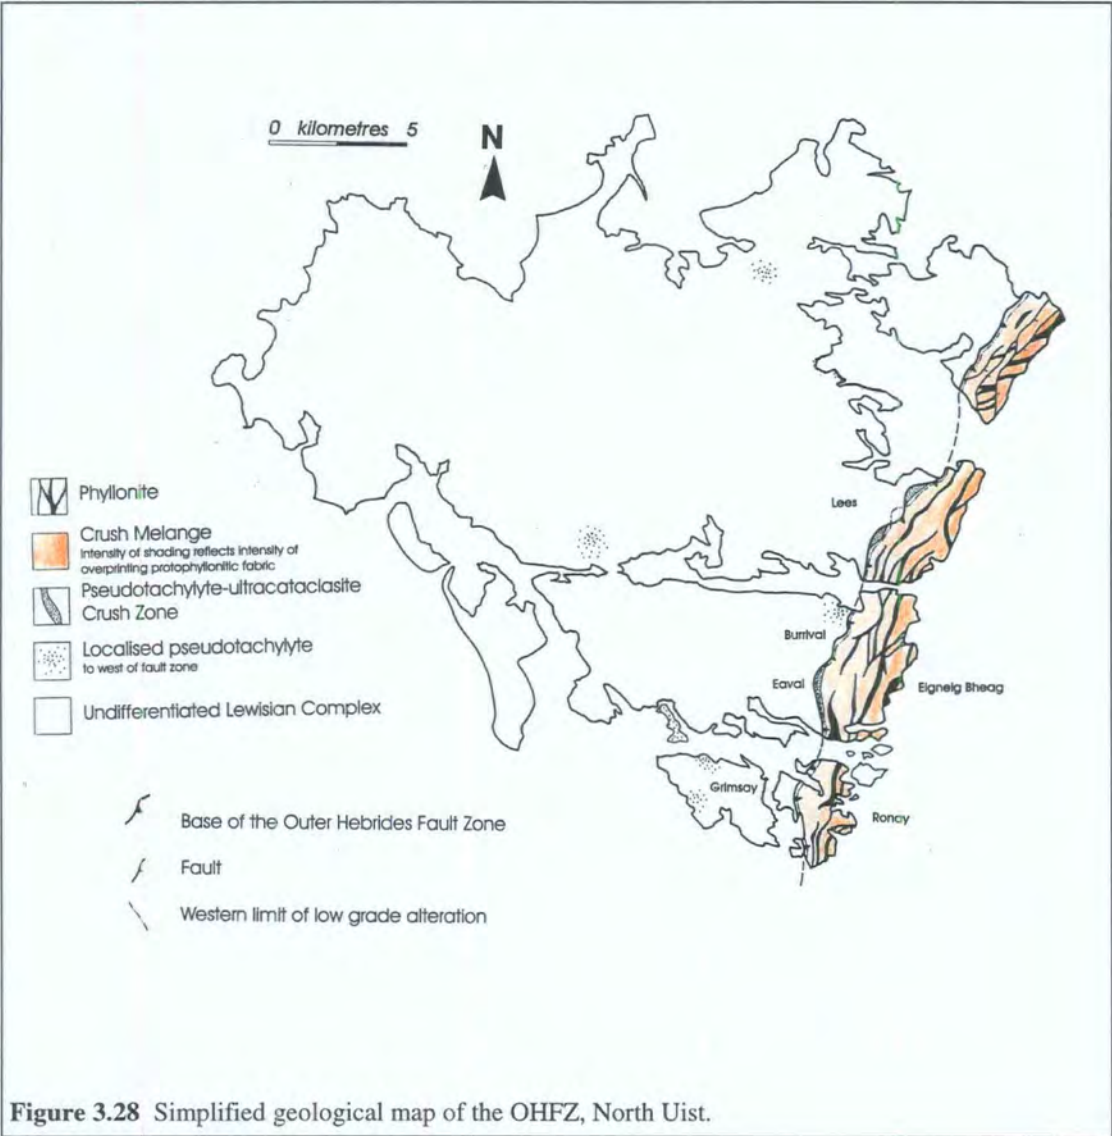 0 kilometres 5
N
Lees
Burrival
Eaval
Eigneig Bheag
Grimsay
Ronay
Phyllonite
Crush Melange
Intensity of shading reflects intensity of
overprinting protophyllonitic fabric
Pseudotachylyte-ultracataclasite
Crush Zone
Localised pseudotachylyte
to west of fault zone
Undifferentiated Lewisian Complex
Base of the Outer Hebrides Fault Zone
Fault
Western limit of low grade alteration
Figure 3.28 Simplified geological map of the OHFZ, North Uist.